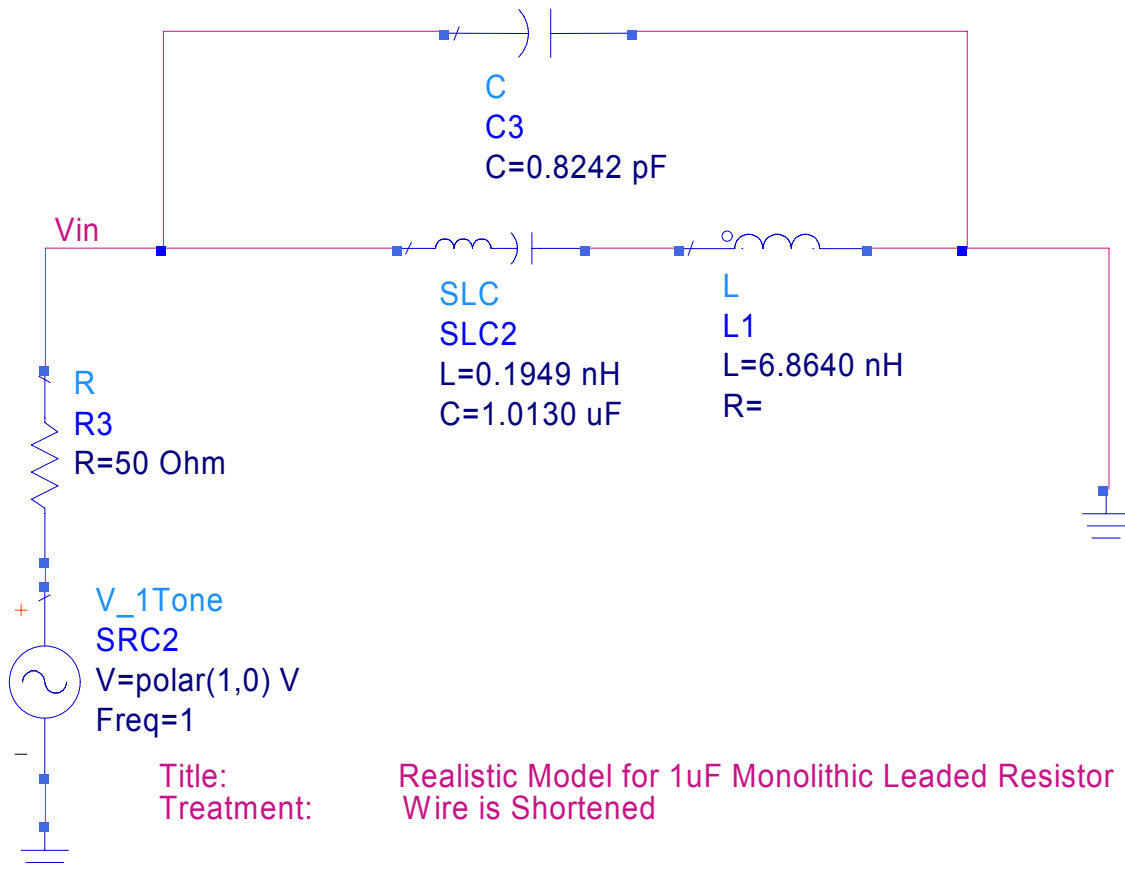 C
C3
C=0.8242 pF
Vin
SLC
SLC2
L=0.1949 nH
C=1.0130 uF
L
L1
L=6.8640 nH
R=
R
R3
R=50 Ohm
+
V_1Tone
SRC2
V=polar(1,0) V
Freq=1
–
Title: Realistic Model for 1uF Monolithic Leaded Resistor
Treatment: Wire is Shortened